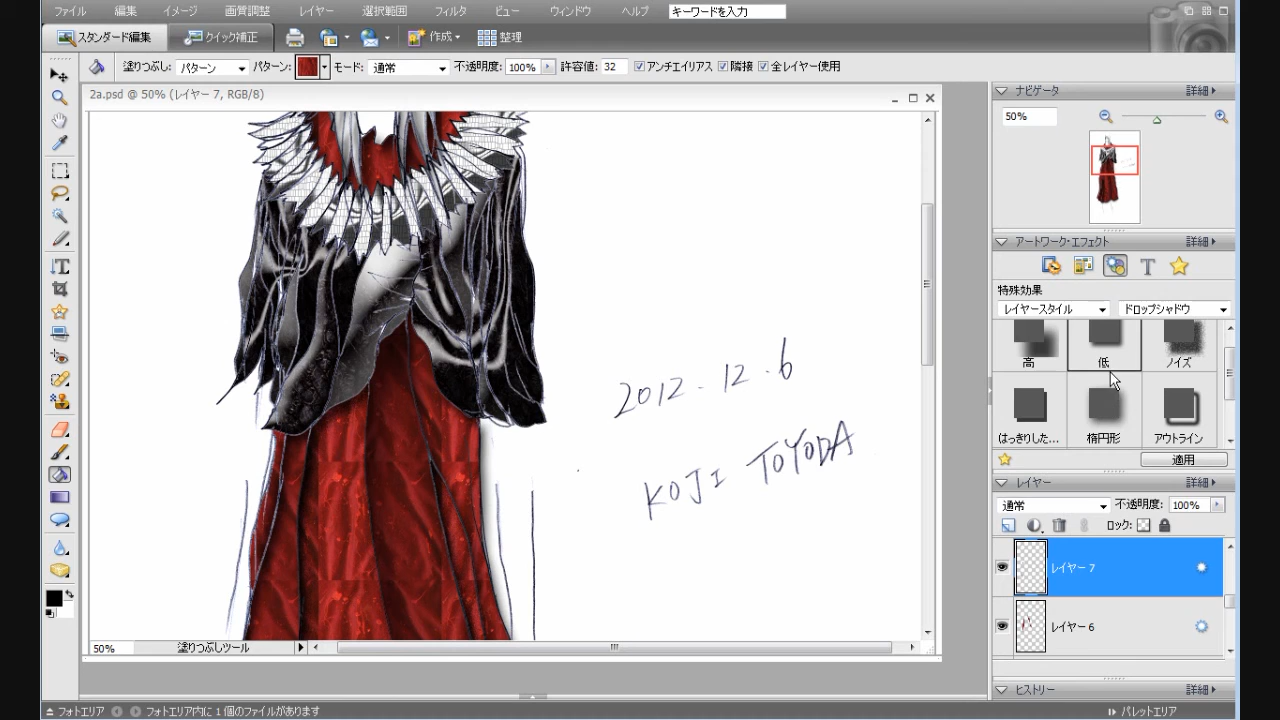 ファイル 編集 イメージ 画質調整 レイヤー 選択範囲 フィルタ ビュー ウィンドウ ヘルプ キーワードを入力
スタンダード編集 クイック補正 作成 整理
塗りつぶし: パターン パターン: モード: 通常 不透明度: 100% 許容値: 32 アンチエイリアス 隣接 全レイヤー使用
2a.psd @ 50% (レイヤー 7, RGB/8)
ナビゲータ 詳細
50%
アートワーク・エフェクト 詳細
特殊効果
レイヤースタイル ドロップシャドウ
高 低 ノイズ
はっきりした... 楕円形 アウトライン
適用
レイヤー 詳細
通常 不透明度: 100%
ロック:
レイヤー 7
レイヤー 6
ヒストリー 詳細
2012.12.6
KOJI TOYODA
50% 塗りつぶしツール
フォトエリア フォトエリア内に 1 個のファイルがあります パレットエリア